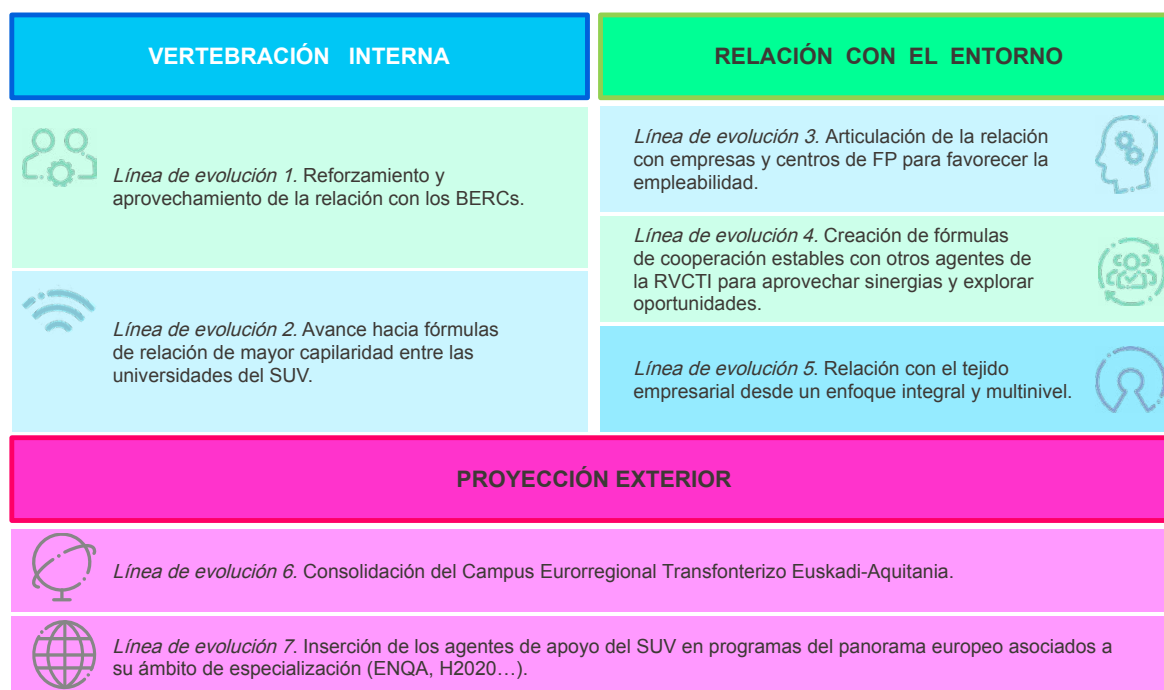 VERTEBRACIÓN INTERNA
Línea de evolución 1. Reforzamiento y
aprovechamiento de la relación con los BERCs.
Línea de evolución 2. Avance hacia fórmulas
de relación de mayor capilaridad entre las
universidades del SUV.
RELACIÓN CON EL ENTORNO
Línea de evolución 3. Articulación de la relación
con empresas y centros de FP para favorecer la
empleabilidad.
Línea de evolución 4. Creación de fórmulas
de cooperación estables con otros agentes de
la RVCTI para aprovechar sinergias y explorar
oportunidades.
Línea de evolución 5. Relación con el tejido
empresarial desde un enfoque integral y multinivel.
PROYECCIÓN EXTERIOR
Línea de evolución 6. Consolidación del Campus Eurorregional Transfonterizo Euskadi-Aquitania.
Línea de evolución 7. Inserción de los agentes de apoyo del SUV en programas del panorama europeo asociados a
su ámbito de especialización (ENQA, H2020…).